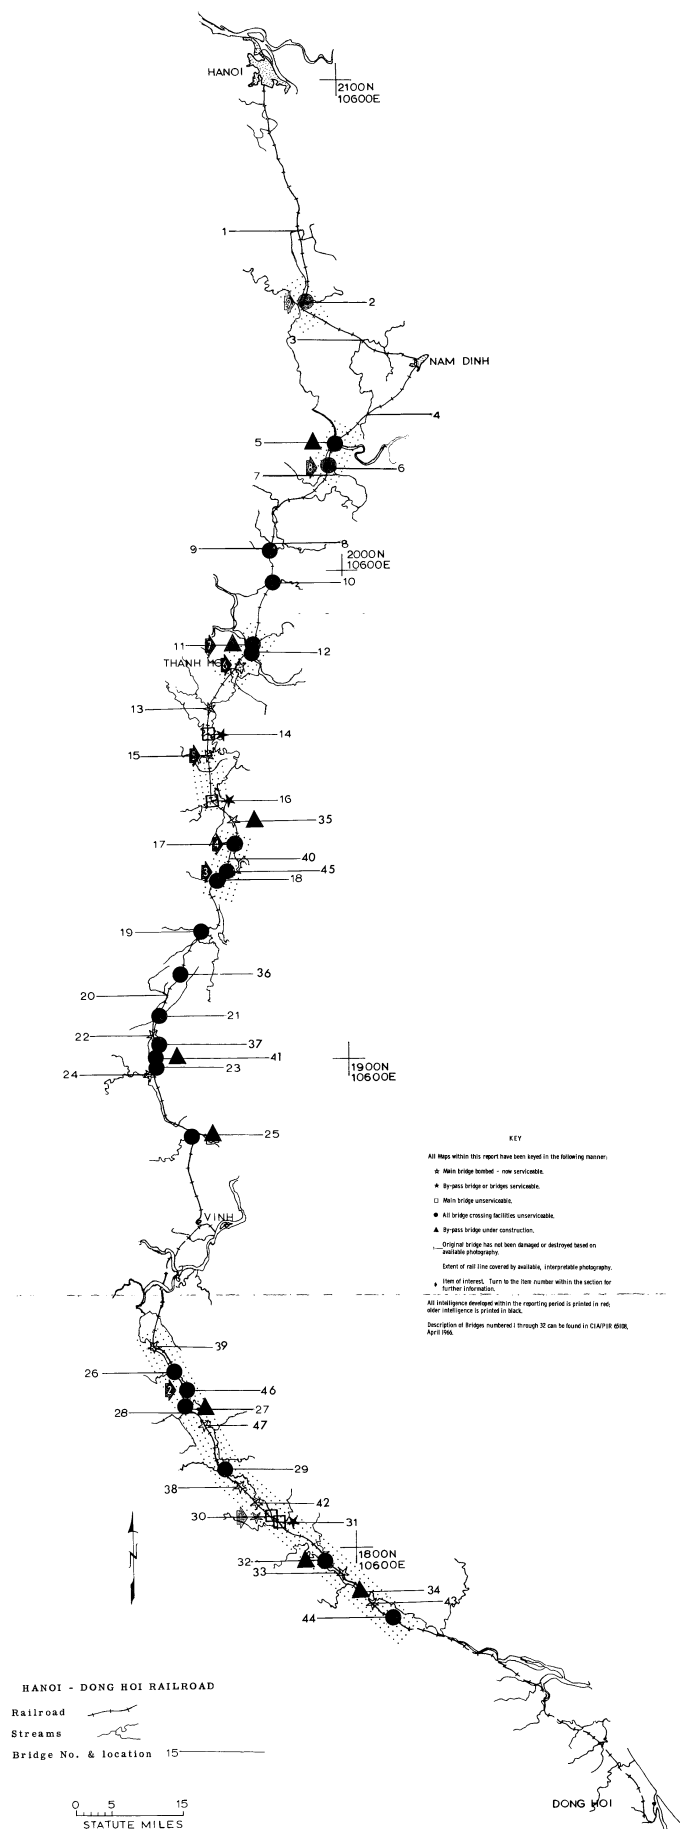 HANOI
2100N
10600E
1
2
3
NAM DINH
4
5
6
7
8
9
2000N
10600E
10
11
7
12
THANH HO
13
14
15
16
35
17
4
40
3
45
18
19
36
20
21
22
37
41
23
24
1900N
10600E
25
VINH
KEY
All Maps within this report have been keyed in the following manner:
Main bridge bombed - now serviceable.
By-pass bridge or bridges serviceable.
Main bridge unserviceable.
All bridge crossing facilities unserviceable.
By-pass bridge under construction.
Original bridge has not been damaged or destroyed based on
available photography.
Extent of rail line covered by available, interpretable photography.
Item of interest. Turn to the item number within the section for
further information.
All intelligence developed within the reporting period is printed in red;
older intelligence is printed in black.
Description of Bridges numbered 1 through 32 can be found in CIA/PIR 61018,
April 1966.
39
26
2
46
28
27
47
29
38
42
30
31
1800N
10600E
32
33
34
43
44
N
HANOI - DONG HOI RAILROAD
Railroad
Streams
Bridge No. & location 15
0 5 15
STATUTE MILES
DONG HOI